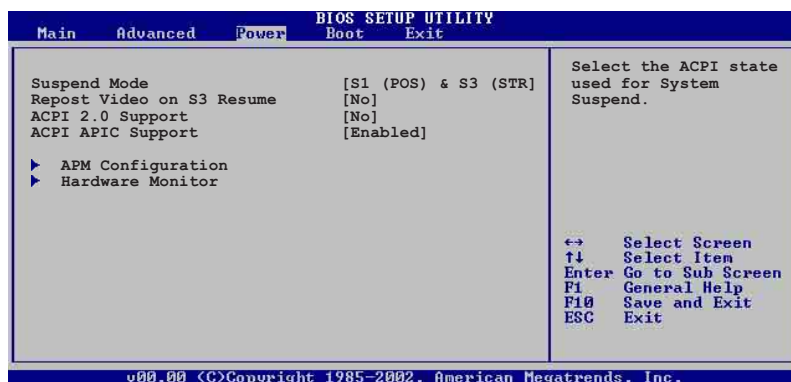 BIOS SETUP UTILITY
Main Advanced Power Boot Exit
Suspend Mode [S1 (POS) & S3 (STR]
Repost Video on S3 Resume [No]
ACPI 2.0 Support [No]
ACPI APIC Support [Enabled]
APM Configuration
Hardware Monitor
Select the ACPI state
used for System
Suspend.
↔ Select Screen
↑↓ Select Item
Enter Go to Sub Screen
F1 General Help
F10 Save and Exit
ESC Exit
v00.00 (C)Copyright 1985-2002, American Megatrends, Inc.